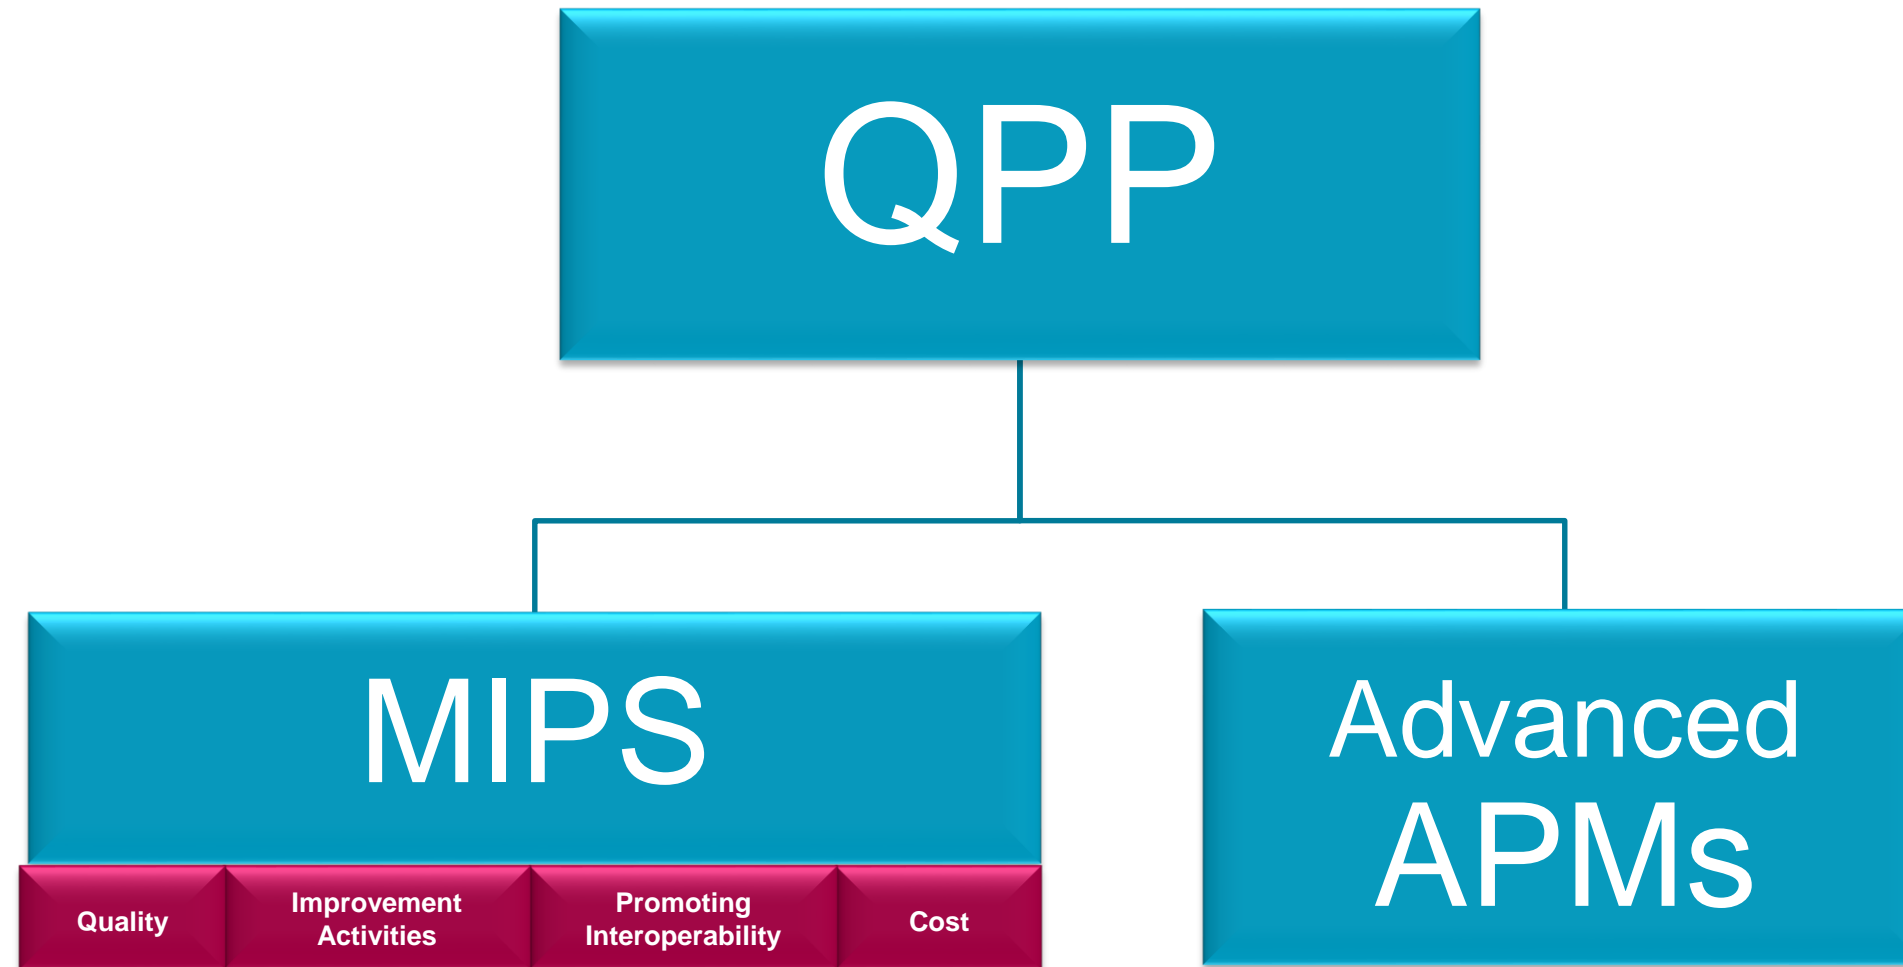 QPP
MIPS
Advanced
APMs
Quality
Improvement
Activities
Promoting
Interoperability
Cost